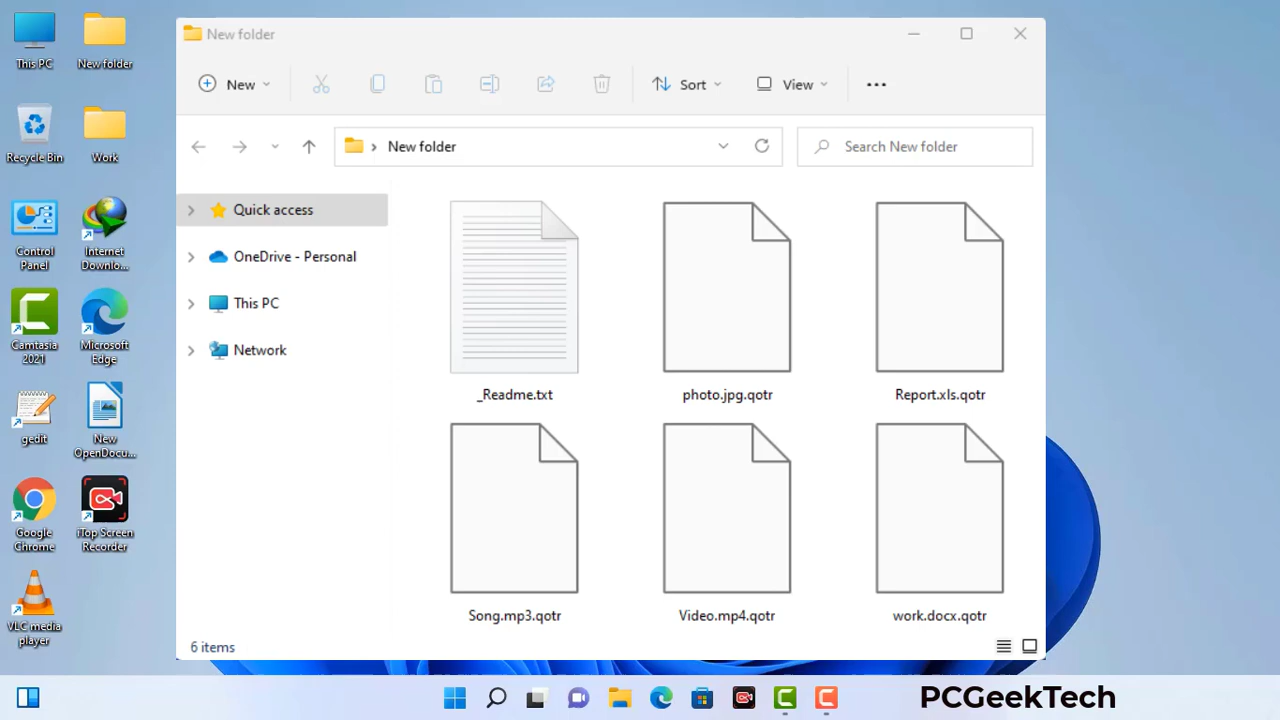 This PC
New folder
Recycle Bin
Work
Control
Panel
Internet
Downlo...
Camtasia
2021
Microsoft
Edge
gedit
New
OpenDocu...
Google
Chrome
iTop Screen
Recorder
VLC media
player
New folder
New
Sort
View
New folder
Search New folder
Quick access
OneDrive - Personal
This PC
Network
_Readme.txt
photo.jpg.qotr
Report.xls.qotr
Song.mp3.qotr
Video.mp4.qotr
work.docx.qotr
6 items
PCGeekTech